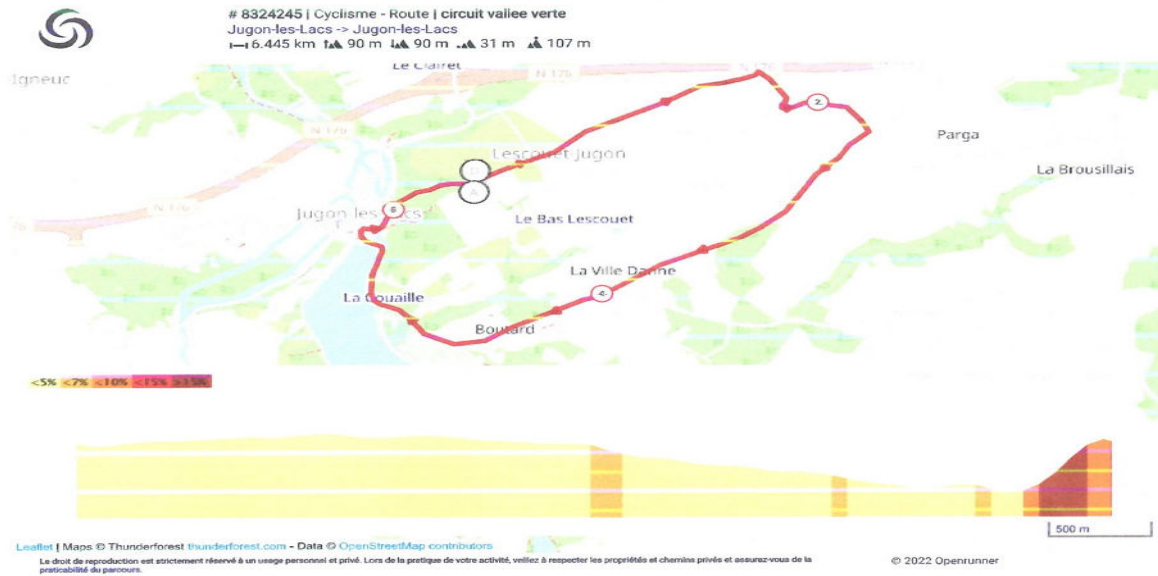 # 8324245 | Cyclisme - Route | circuit vallee verte
Jugon-les-Lacs -> Jugon-les-Lacs
6.445 km 90 m 90 m 31 m 107 m
Igneuc
Le Clairet
N 176
N 176
Parga
La Brousillais
Lescouet-Jugon
D
A
2
N 176
Jugon les Lacs
6
Le Bas Lescouet
La Ville Danne
4
La Couaille
Boutard
<5% <7% <10% <15% >15%
500 m
Leaflet | Maps © Thunderforest thunderforest.com - Data © OpenStreetMap contributors
Le droit de reproduction est strictement réservé à un usage personnel et privé. Lors de la pratique de votre activité, veillez à respecter les propriétés et chemins privés et assurez-vous de la
praticabilité du parcours.
© 2022 Openrunner